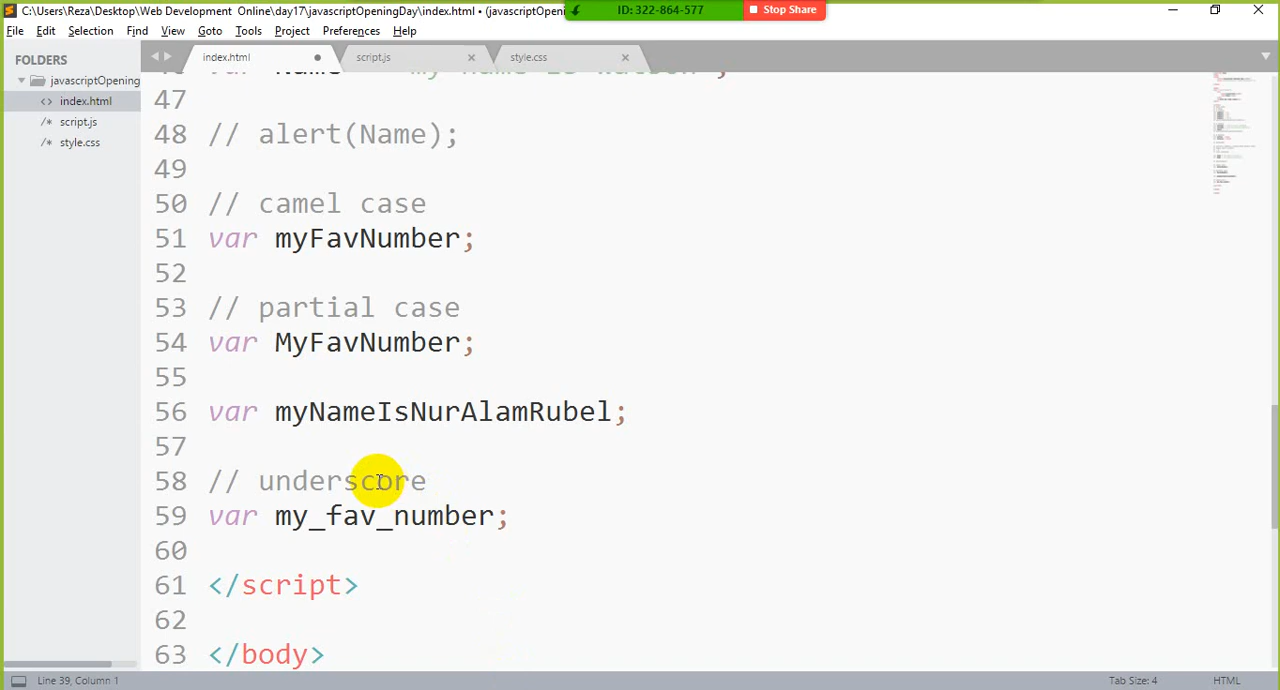 C:\Users\Reza\Desktop\Web Development Online\day17\javascriptOpeningDay\index.html • (javascriptOpeni
ID: 322-864-577
Stop Share
File Edit Selection Find View Goto Tools Project Preferences Help
FOLDERS
javascriptOpening
index.html
script.js
style.css
index.html script.js style.css
47
48 // alert(Name);
49
50 // camel case
51 var myFavNumber;
52
53 // partial case
54 var MyFavNumber;
55
56 var myNameIsNurAlamRubel;
57
58 // underscore
59 var my_fav_number;
60
61 </script>
62
63 </body>
Line 39, Column 1
Tab Size: 4
HTML